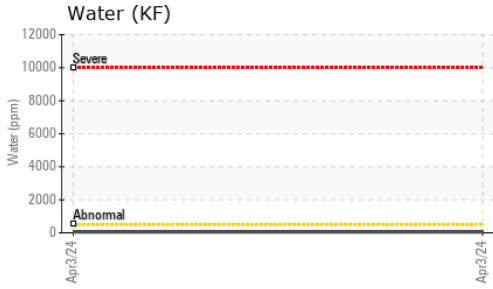 Water (KF)
12000
Severe
10000
8000
Water (ppm)
6000
4000
2000
Abnormal
0
Apr3/24
Apr3/24